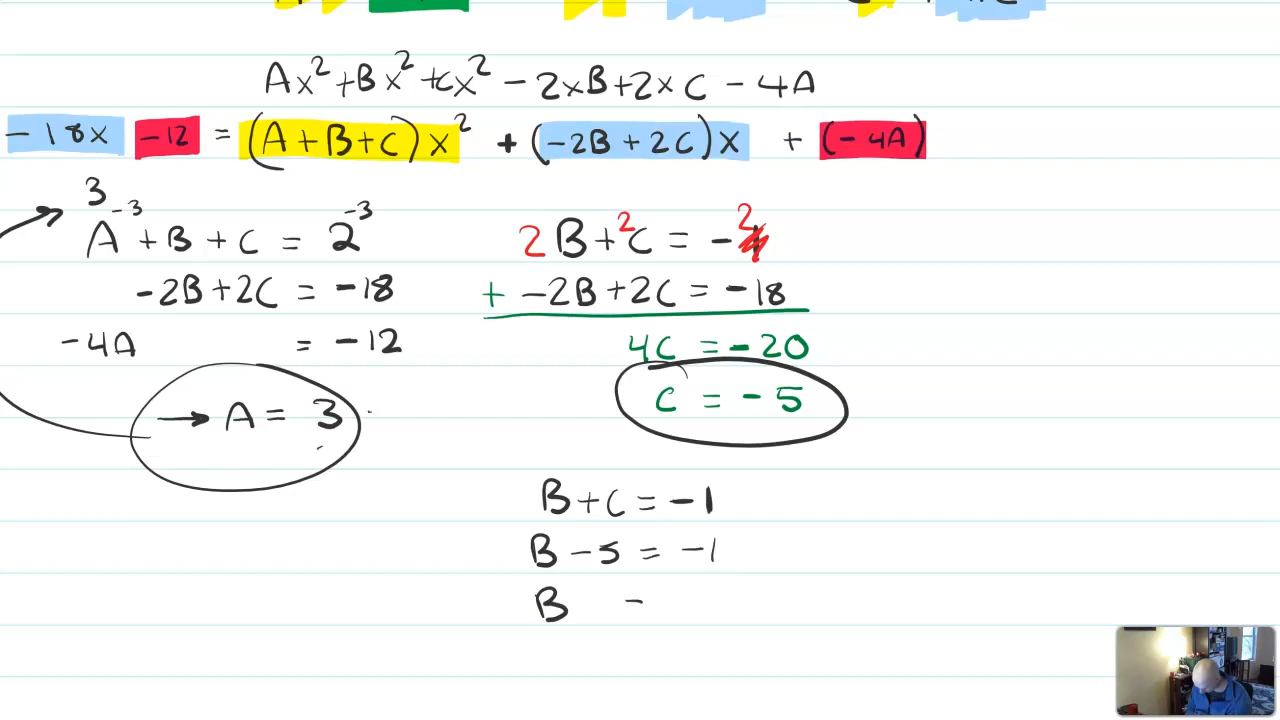 Ax² + Bx² + Cx² - 2xB + 2xC - 4A
- 18x - 12 = (A + B + C)x² + (-2B + 2C)x + (-4A)
3
A⁻³ + B + C = 2⁻³
-2B + 2C = -18
-4A = -12
→ A = 3
2B + 2C = -2
+ -2B + 2C = -18
4C = -20
C = -5
B + C = -1
B - 5 = -1
B =